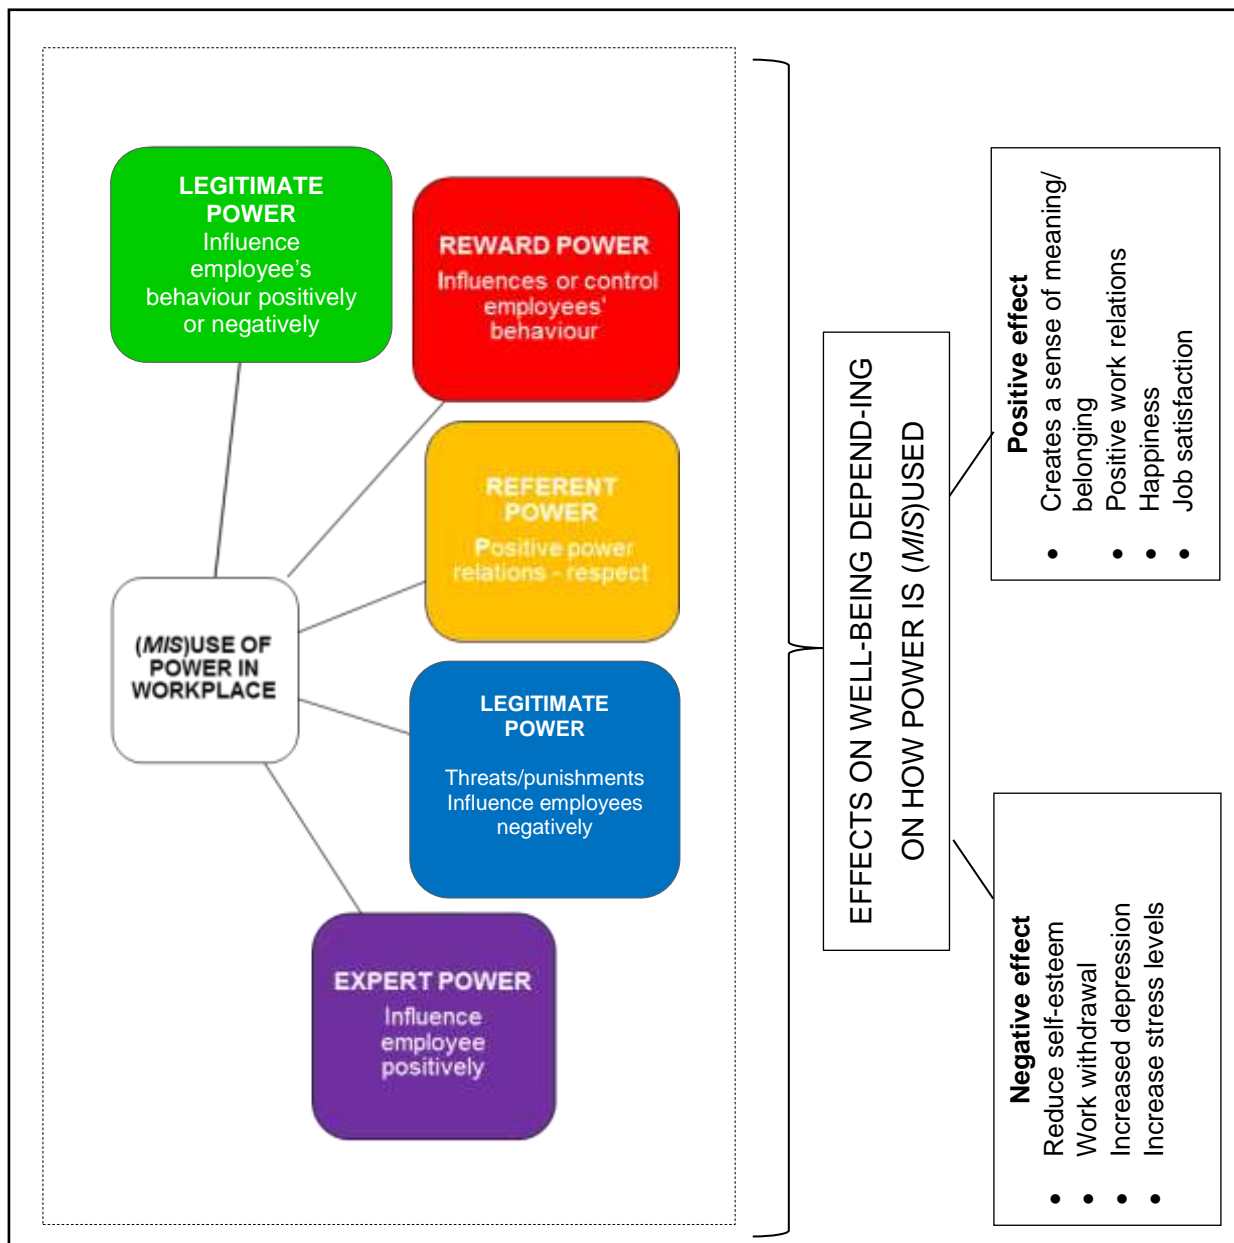 LEGITIMATE
POWER
Influence
employee’s
behaviour positively
or negatively
REWARD POWER
Influences or control
employees'
behaviour
REFERENT
POWER
Positive power
relations - respect
(MIS)USE OF
POWER IN
WORKPLACE
LEGITIMATE
POWER
Threats/punishments
Influence employees
negatively
EXPERT POWER
Influence
employee
positively
EFFECTS ON WELL-BEING DEPEND-ING
ON HOW POWER IS (MIS)USED
Positive effect
• Creates a sense of meaning/
belonging
• Positive work relations
• Happiness
• Job satisfaction
Negative effect
• Reduce self-esteem
• Work withdrawal
• Increased depression
• Increase stress levels